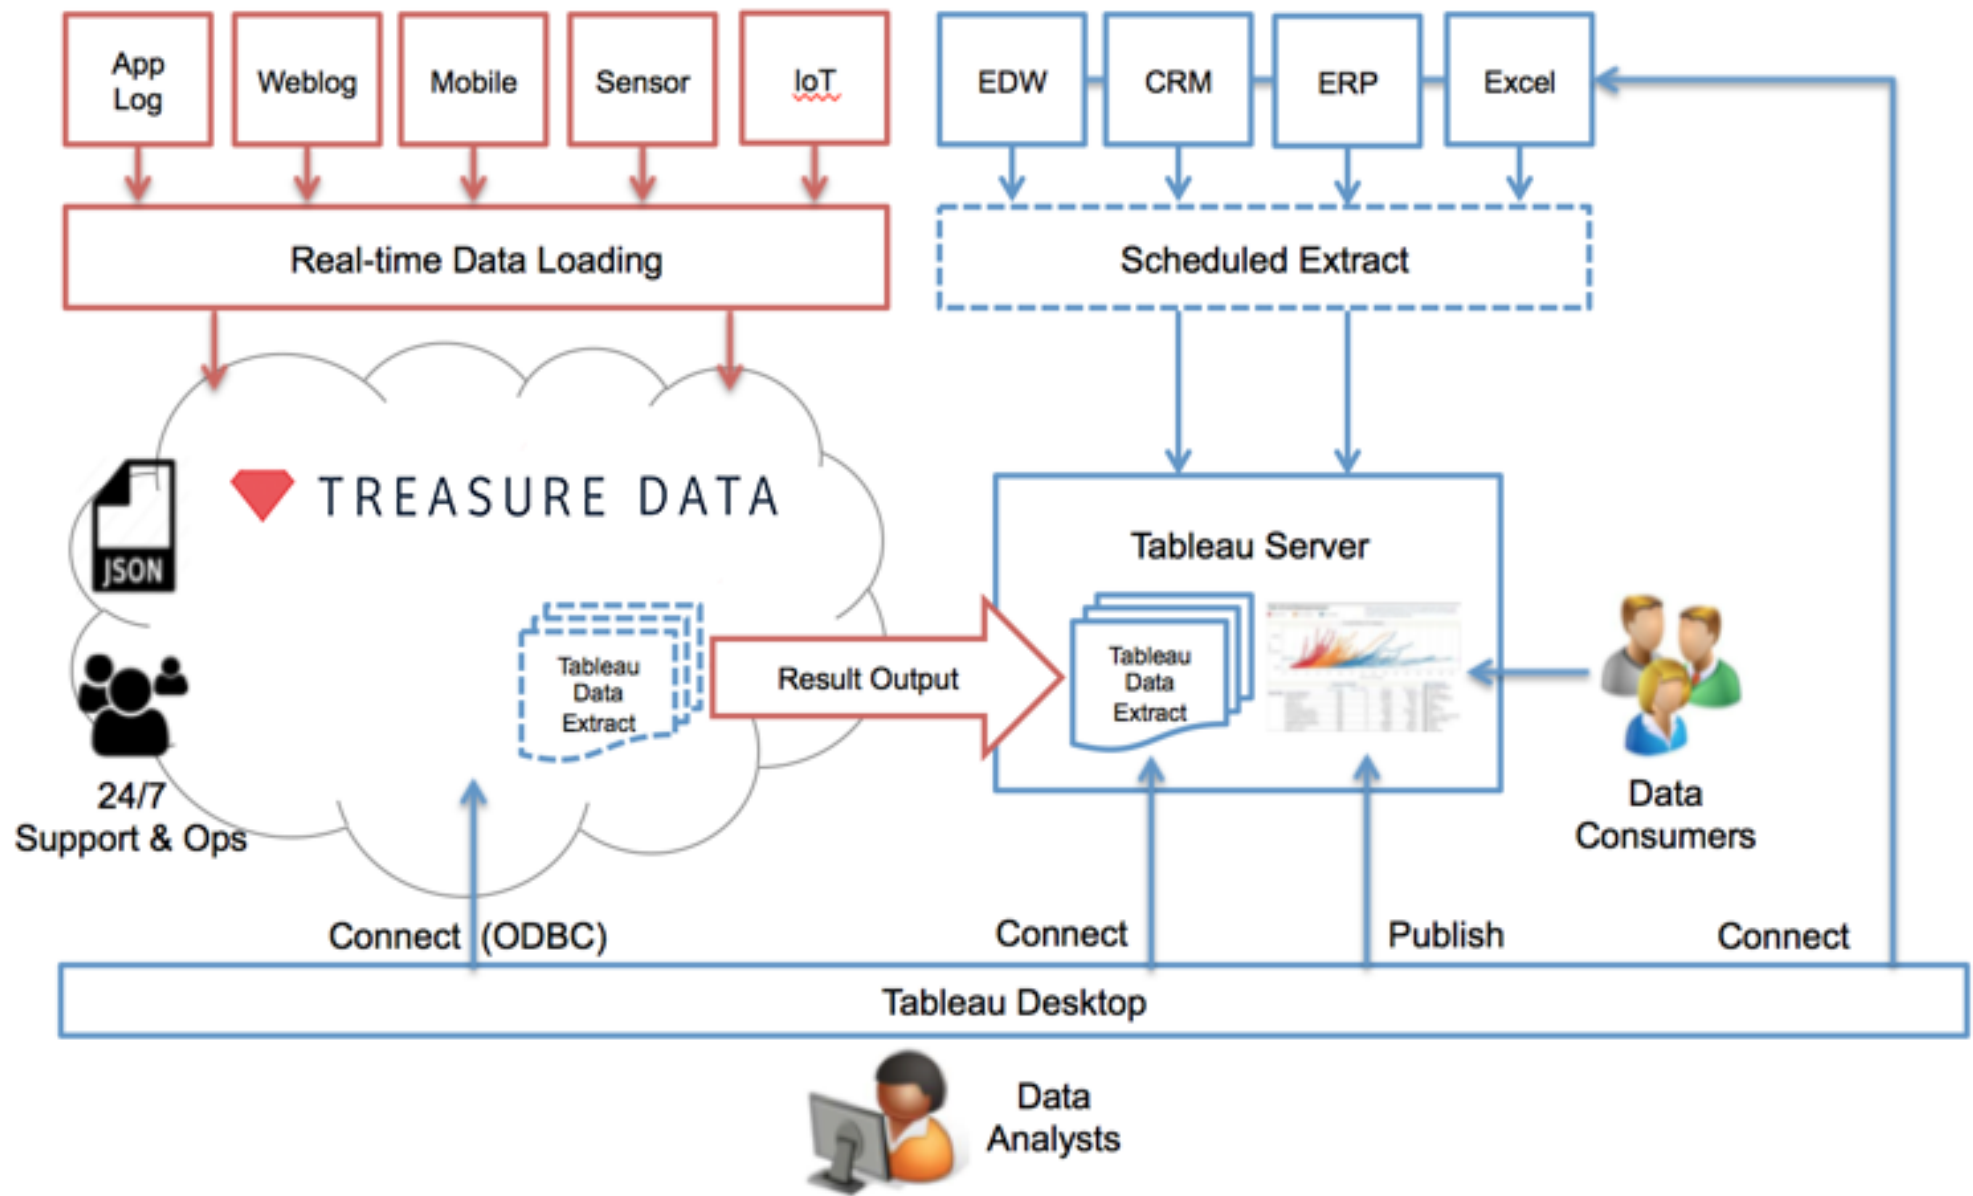 App
Log
Weblog
Mobile
Sensor
IoT
EDW
CRM
ERP
Excel
Real-time Data Loading
Scheduled Extract
TREASURE DATA
JSON
Tableau Server
Tableau
Data
Extract
Result Output
Tableau
Data
Extract
24/7
Support & Ops
Data
Consumers
Connect (ODBC)
Connect
Publish
Connect
Tableau Desktop
Data
Analysts